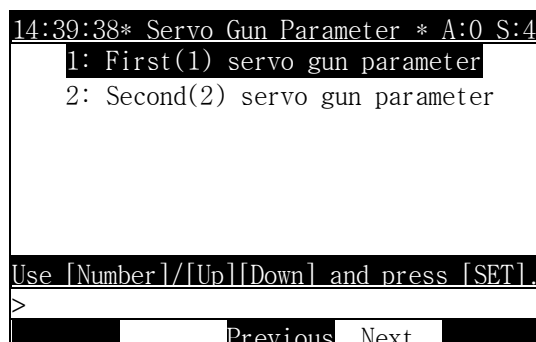 14:39:38* Servo Gun Parameter * A:0 S:4
1: First(1) servo gun parameter
2: Second(2) servo gun parameter
Use [Number]/[Up][Down] and press [SET].
>
Previous Next